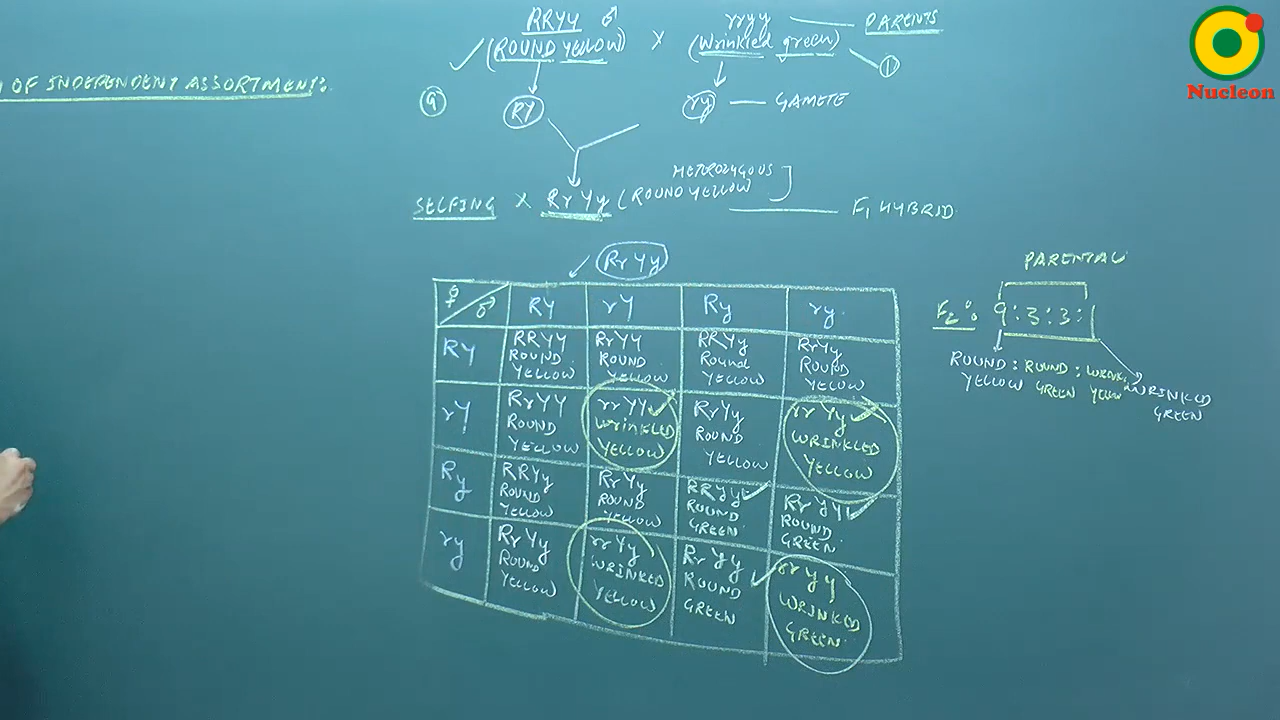 RRYY ♂ rryy PARENTS
(ROUND YELLOW) × (Wrinkled green)
9 1
OF INDEPENDENT ASSORTMENT:
RY ry GAMETE
HETEROZYGOUS
SELFING × RrYy (ROUND YELLOW F1 HYBRID
RrYy
PARENTAL
♀ ♂ RY rY Ry ry
F2: 9:3:3:1
ROUND : ROUND : WRINK WRINKLED
YELLOW GREEN YELLOW GREEN
RY RRYY RrYY RRYy RrYy
ROUND ROUND Round ROUND
YELLOW YELLOW YELLOW YELLOW
rY RrYY rrYY RrYy rrYy
ROUND Wrinkled ROUND WRINKLED
YELLOW YELLOW YELLOW YELLOW
Ry RRYy RrYy RRyy Rryy
ROUND ROUND ROUND ROUND
YELLOW YELLOW GREEN GREEN
ry RrYy rrYy Rryy rryy
ROUND WRINKLED ROUND WRINKLED
YELLOW YELLOW GREEN GREEN
Nucleon